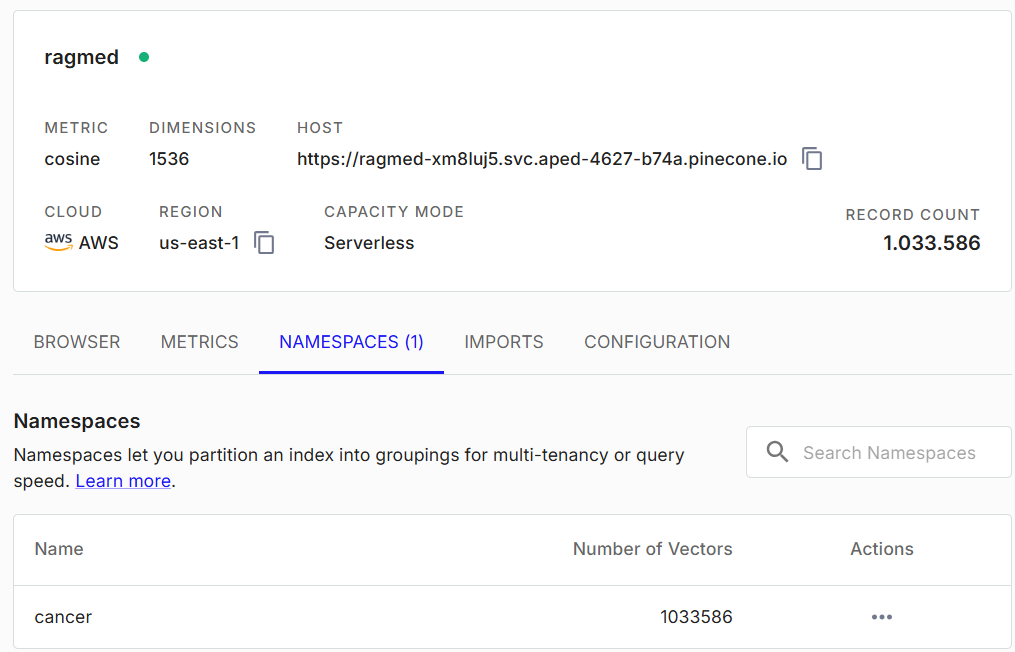 ragmed
METRIC DIMENSIONS HOST
cosine 1536 https://ragmed-xm8luj5.svc.aped-4627-b74a.pinecone.io
CLOUD REGION CAPACITY MODE RECORD COUNT
aws AWS us-east-1 Serverless 1.033.586
BROWSER METRICS NAMESPACES (1) IMPORTS CONFIGURATION
Namespaces
Namespaces let you partition an index into groupings for multi-tenancy or query
speed. Learn more.
Search Namespaces
Name Number of Vectors Actions
cancer 1033586